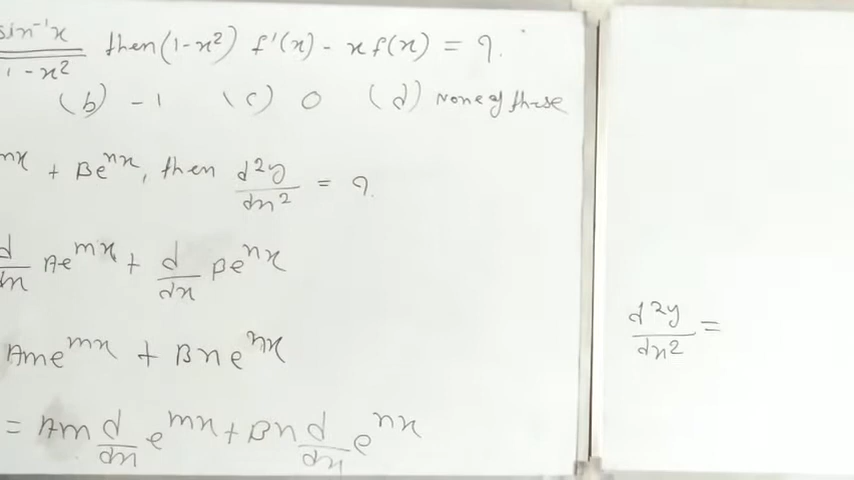 sin⁻¹x / 1-x² then (1-x²) f'(x) - x f(x) = ?
(b) -1 (c) 0 (d) None of these
mx + Be^nx, then d²y/dx² = ?
Ae^mx + d/dx Be^nx
Ame^mx + Bne^nx
= Am d/dx e^mx + Bn d/dx e^nx
d²y/dx² =